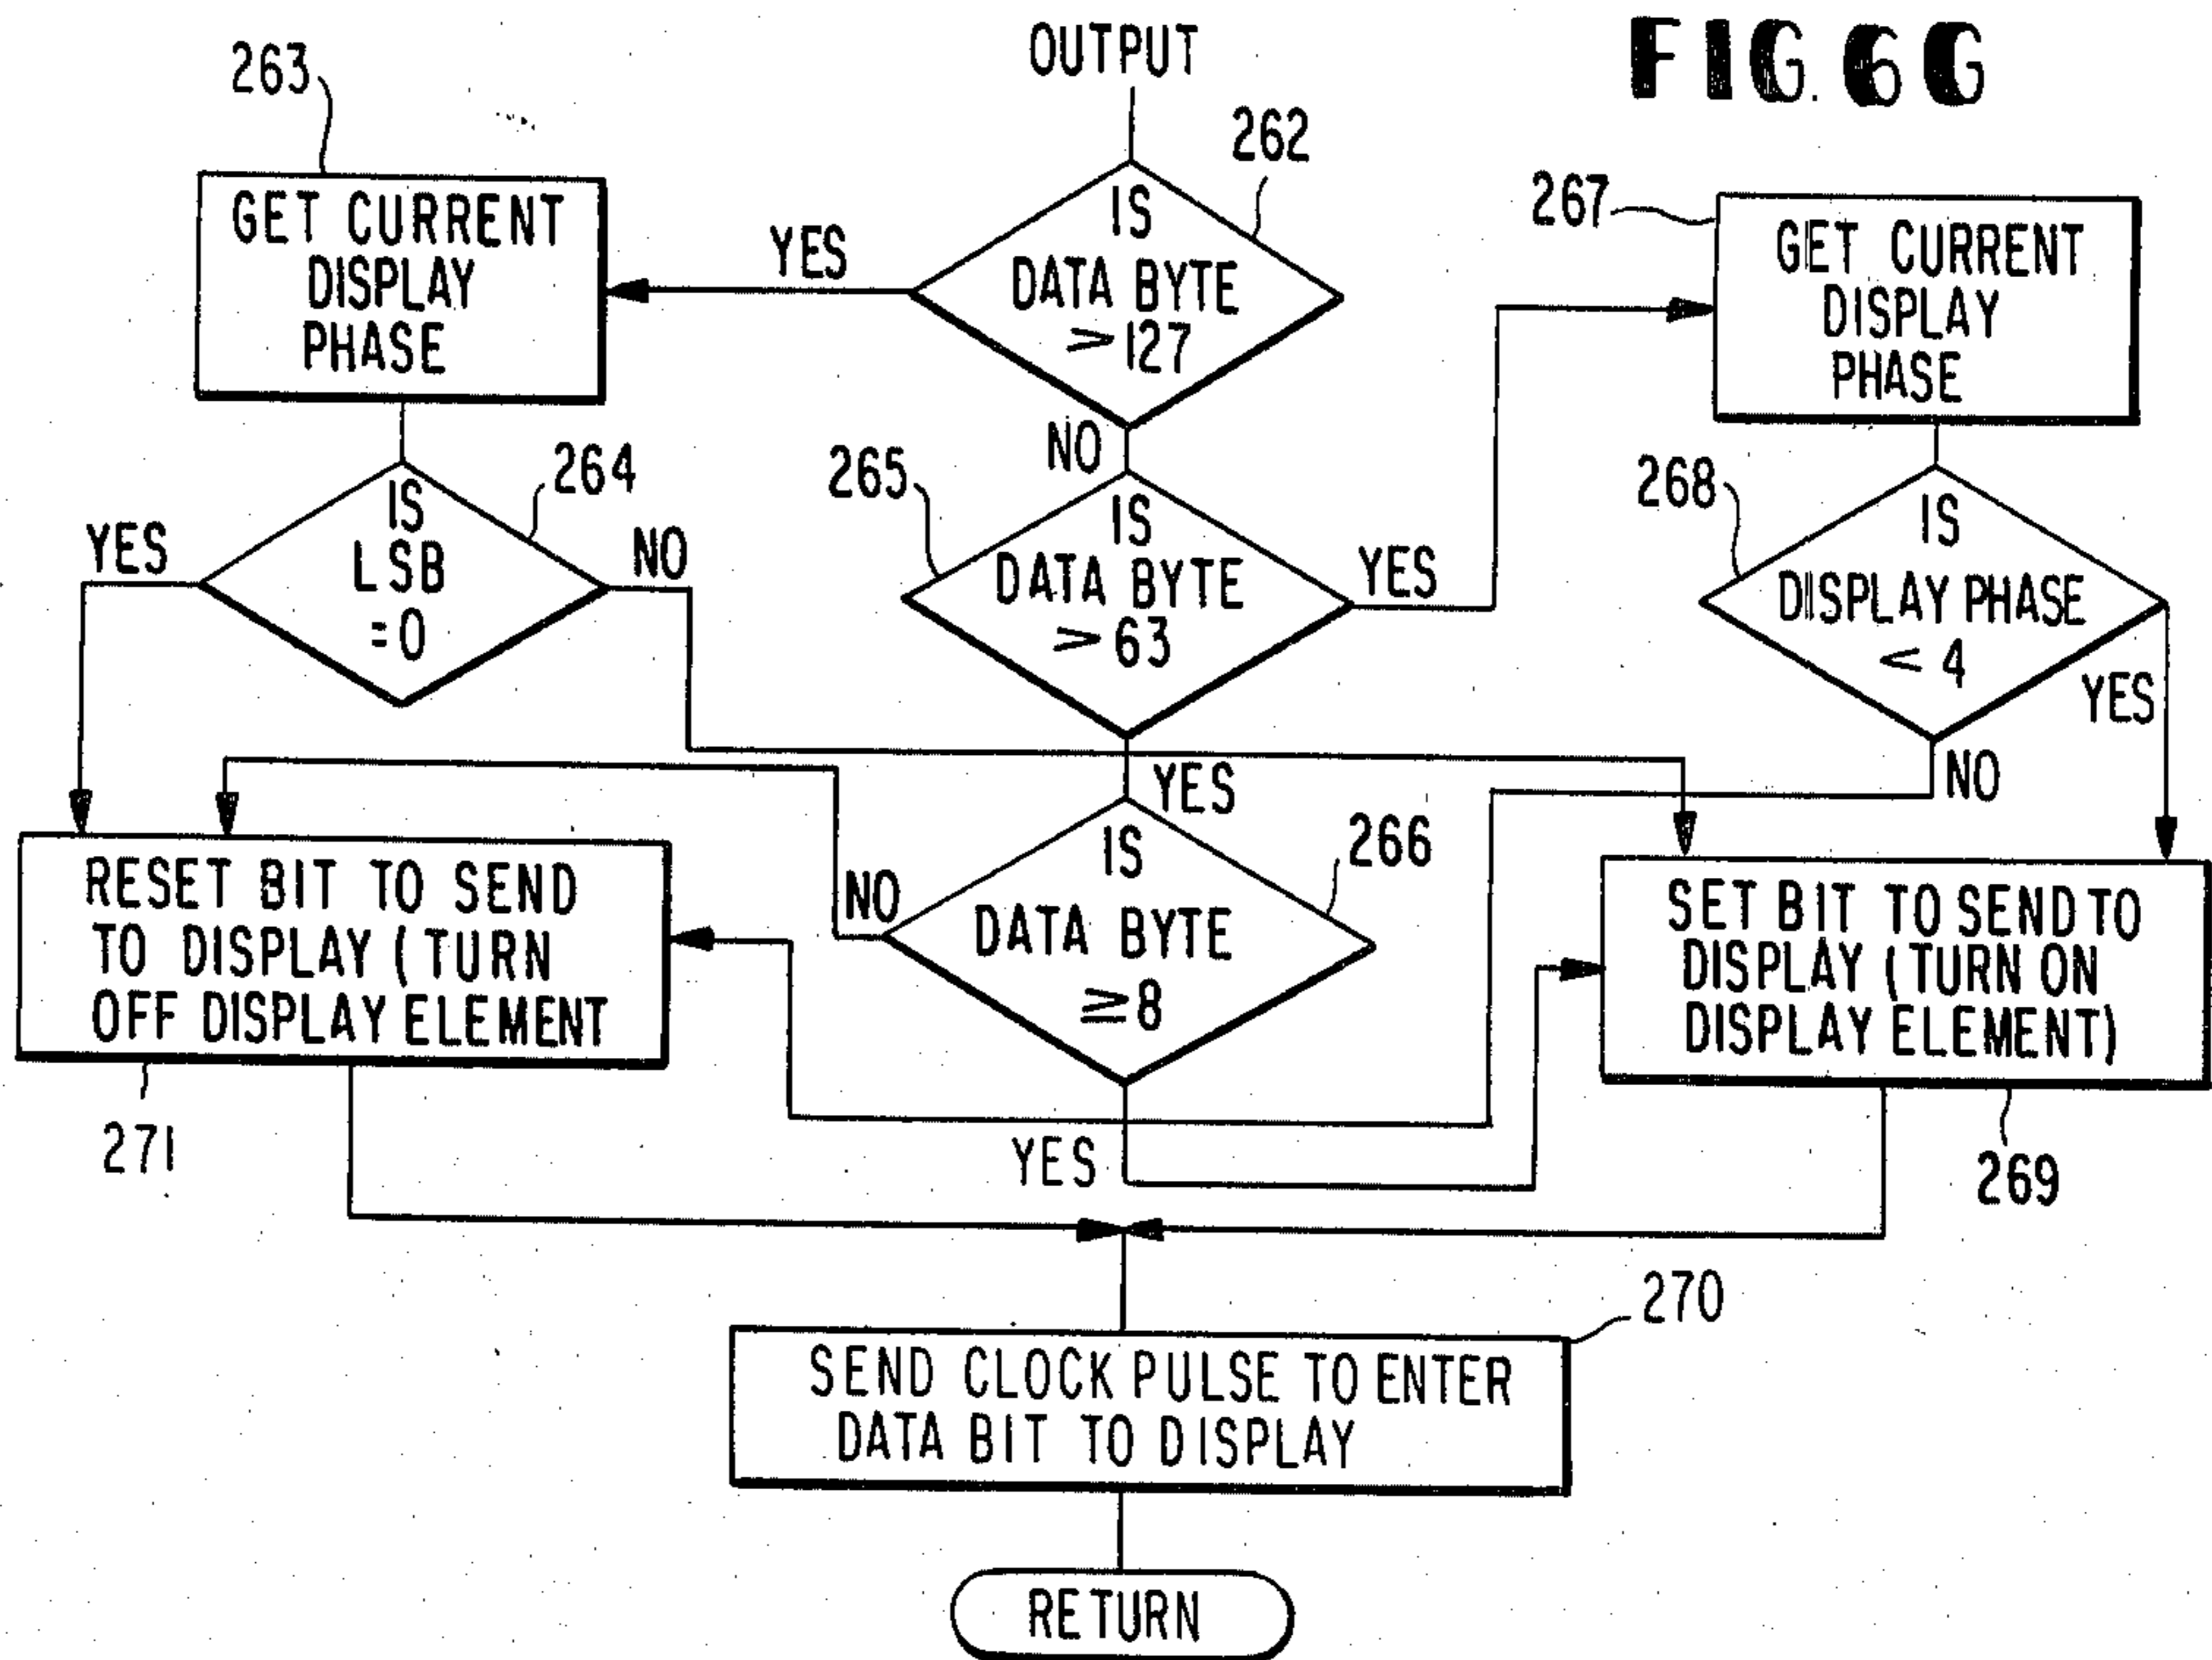 FIG. 6G
OUTPUT
263
262
267
GET CURRENT
DISPLAY
PHASE
YES
IS
DATA BYTE
>127
GET CURRENT
DISPLAY
PHASE
NO
264
265
268
YES
IS
LSB
=0
NO
IS
DATA BYTE
>63
YES
IS
DISPLAY PHASE
<4
YES
NO
YES
266
RESET BIT TO SEND
TO DISPLAY (TURN
OFF DISPLAY ELEMENT
271
NO
IS
DATA BYTE
≥8
YES
SET BIT TO SEND TO
DISPLAY (TURN ON
DISPLAY ELEMENT)
269
270
SEND CLOCK PULSE TO ENTER
DATA BIT TO DISPLAY
RETURN